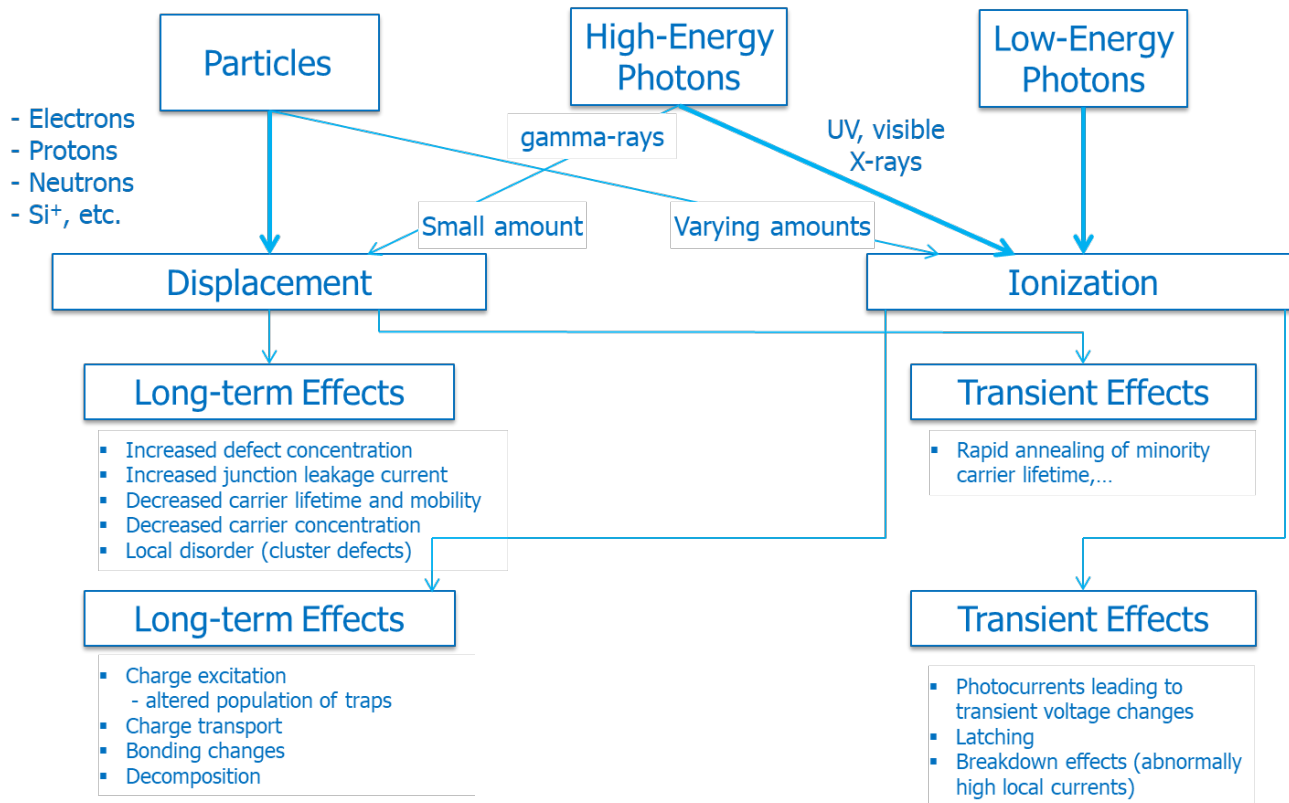 Particles
High-Energy
Photons
Low-Energy
Photons
- Electrons
- Protons
- Neutrons
- Si⁺, etc.
gamma-rays
UV, visible
X-rays
Small amount
Varying amounts
Displacement
Ionization
Long-term Effects
▪ Increased defect concentration
▪ Increased junction leakage current
▪ Decreased carrier lifetime and mobility
▪ Decreased carrier concentration
▪ Local disorder (cluster defects)
Transient Effects
▪ Rapid annealing of minority
carrier lifetime,...
Long-term Effects
▪ Charge excitation
- altered population of traps
▪ Charge transport
▪ Bonding changes
▪ Decomposition
Transient Effects
▪ Photocurrents leading to
transient voltage changes
▪ Latching
▪ Breakdown effects (abnormally
high local currents)